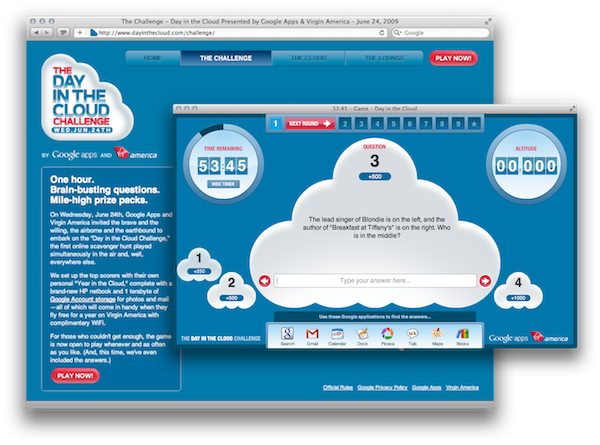 The Challenge - Day in the Cloud Presented by Google Apps & Virgin America - June 24, 2009
http://www.dayinthecloud.com/challenge/
Google
HOME
THE CHALLENGE
THE CLOUD
THE LOUNGE
PLAY NOW!
THE
DAY
IN THE
CLOUD
CHALLENGE
WED.JUN.24TH
BY Google apps AND Virgin america
One hour.
Brain-busting questions.
Mile-high prize packs.
On Wednesday, June 24th, Google Apps and
Virgin America invited the brave and the
willing, the airborne and the earthbound to
embark on the "Day in the Cloud Challenge,"
the first online scavenger hunt played
simultaneously in the air and, well,
everywhere else.
We set up the top scorers with their own
personal "Year in the Cloud," complete with a
brand-new HP netbook and 1 terabyte of
Google Account storage for photos and mail
—all of which will come in handy when they
fly free for a year on Virgin America with
complimentary WiFi.
For those who couldn't get enough, the game
is now open to play whenever and as often
as you like. (And, this time, we've even
included the answers.)
PLAY NOW!
53:45 - Game - Day in the Cloud
1 NEXT ROUND 2 3 4 5 6 7 8 9
TIME REMAINING
53:45
HIDE TIMER
QUESTION
3
+500
ALTITUDE
00,000
The lead singer of Blondie is on the left, and the
author of "Breakfast at Tiffany's" is on the right. Who
is in the middle?
Type your answer here...
1
+250
2
+500
4
+1000
Use these Google applications to find the answers...
Search Gmail Calendar Docs Picasa Talk Maps Books
THE DAY IN THE CLOUD CHALLENGE
Google apps Virgin america
Official Rules Google Privacy Policy Google Apps Virgin America